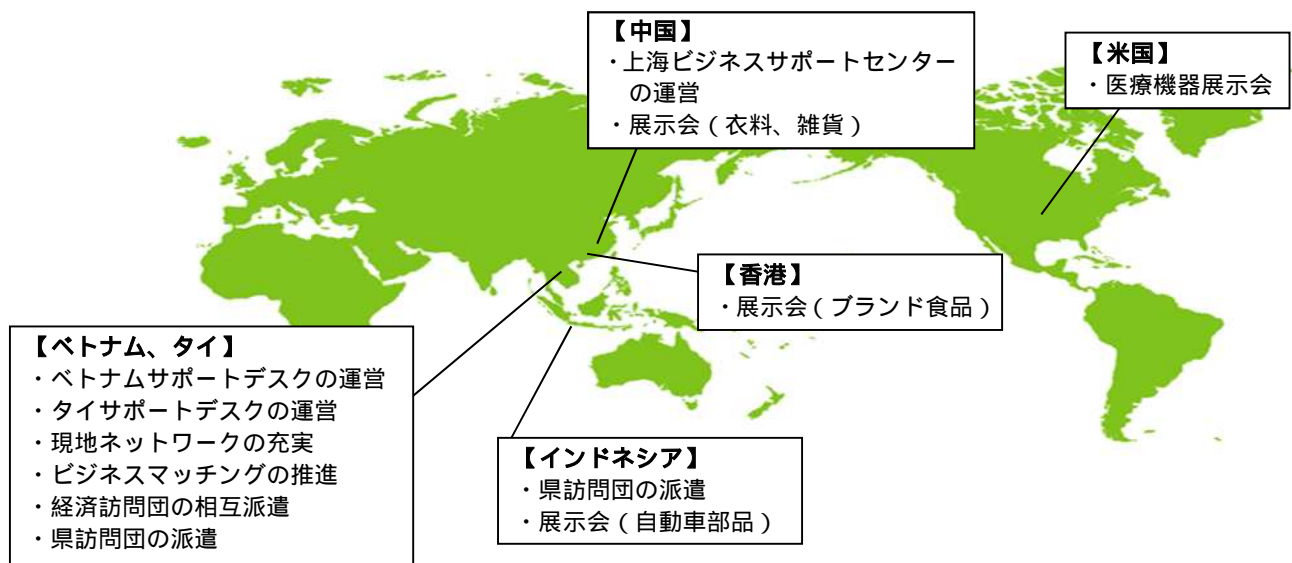 【中国】
・上海ビジネスサポートセンター
の運営
・展示会（衣料、雑貨）
【米国】
・医療機器展示会
【香港】
・展示会（ブランド食品）
【ベトナム、タイ】
・ベトナムサポートデスクの運営
・タイサポートデスクの運営
・現地ネットワークの充実
・ビジネスマッチングの推進
・経済訪問団の相互派遣
・県訪問団の派遣
【インドネシア】
・県訪問団の派遣
・展示会（自動車部品）